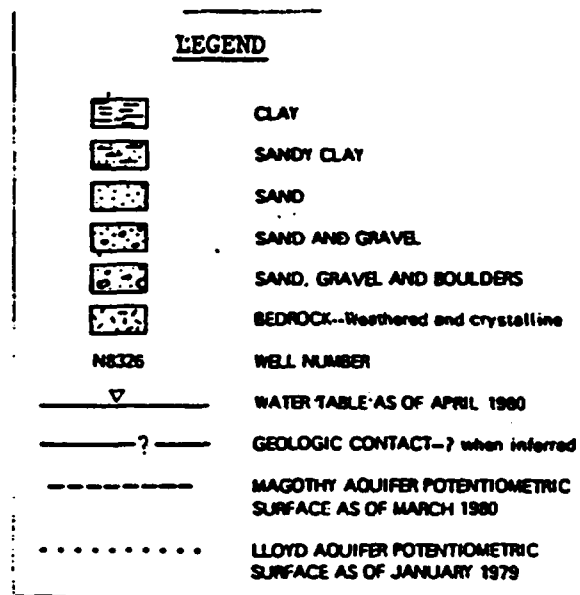 LEGEND
CLAY
SANDY CLAY
SAND
SAND AND GRAVEL
SAND, GRAVEL AND BOULDERS
BEDROCK--Weathered and crystalline
N8326 WELL NUMBER
WATER TABLE AS OF APRIL 1980
? GEOLOGIC CONTACT-? when inferred
MAGOTHY AQUIFER POTENTIOMETRIC
SURFACE AS OF MARCH 1980
LLOYD AQUIFER POTENTIOMETRIC
SURFACE AS OF JANUARY 1979